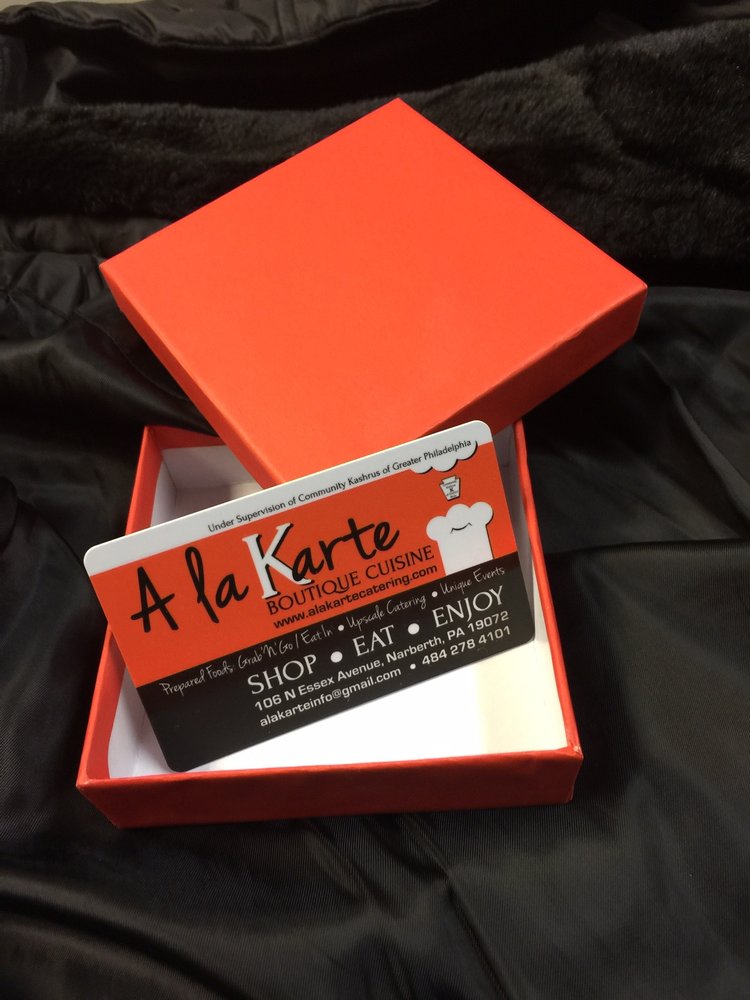 Under Supervision of Community Kashrus of Greater Philadelphia
A la Karte
BOUTIQUE CUISINE
www.alakartecatering.com
Prepared Foods: Grab'N'Go / Eat In • Upscale Catering • Unique Events
SHOP • EAT • ENJOY
106 N Essex Avenue, Narberth, PA 19072
alakarteinfo@gmail.com • 484 278 4101